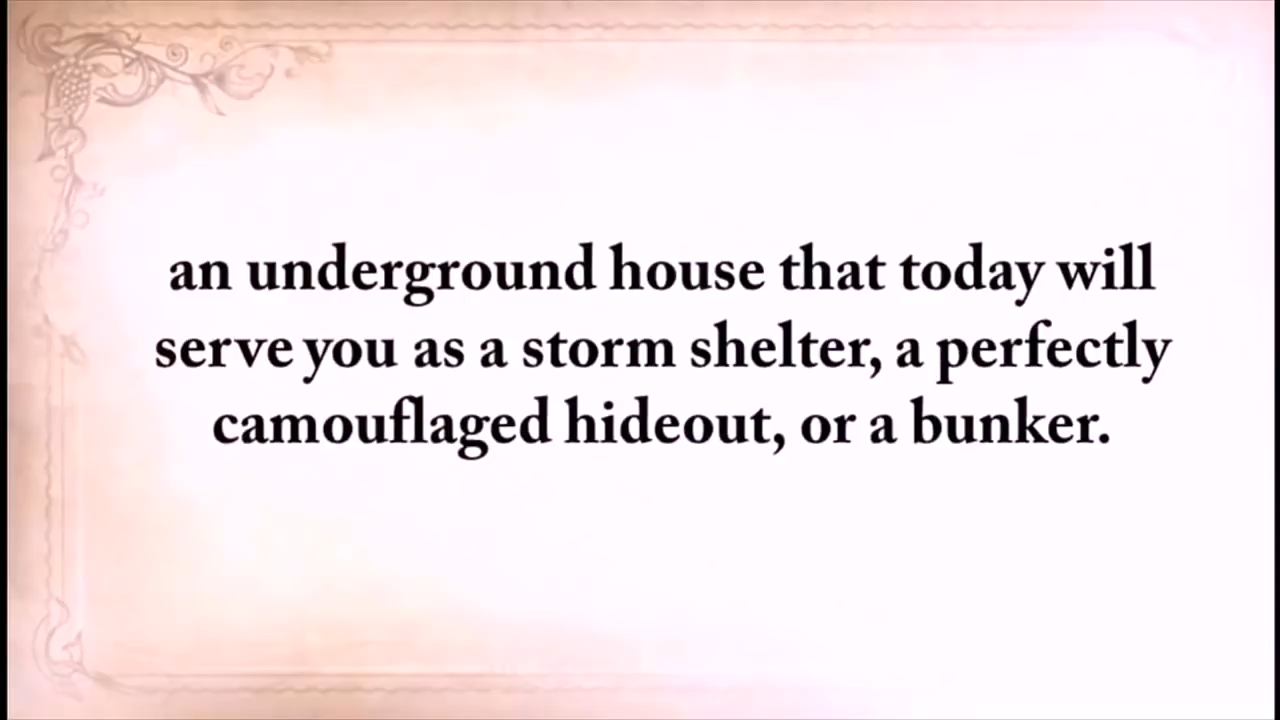 an underground house that today will
serve you as a storm shelter, a perfectly
camouflaged hideout, or a bunker.